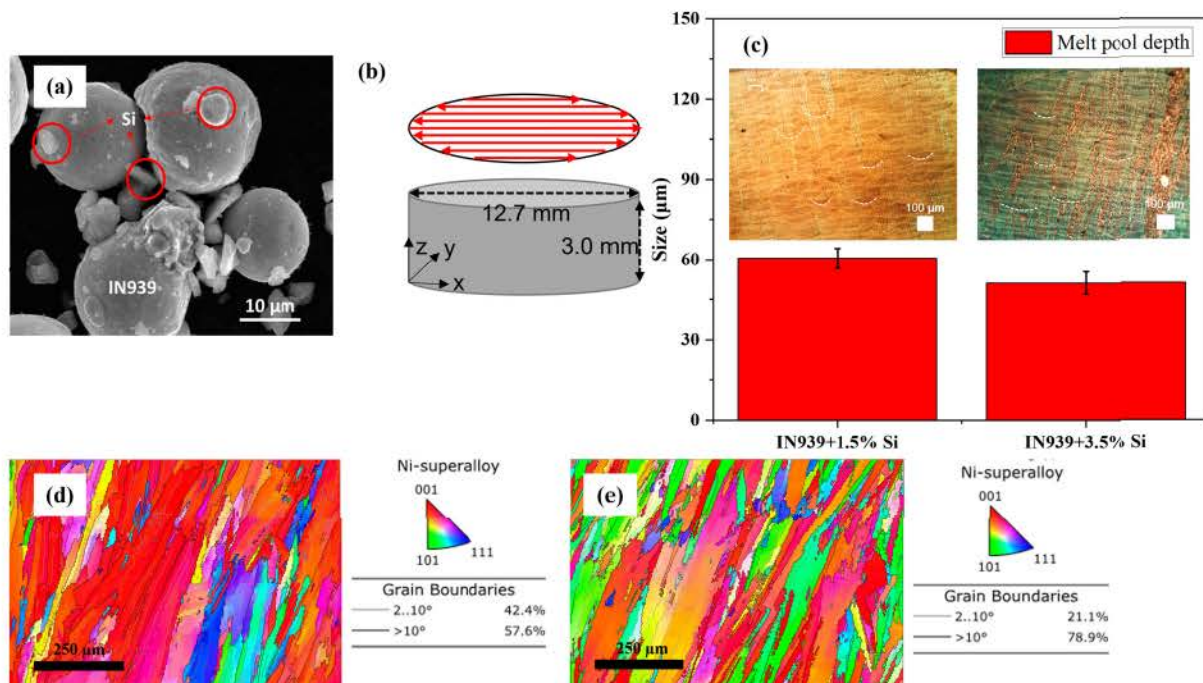 (a)
Si
IN939
10 μm
(b)
12.7 mm
3.0 mm
z
y
x
(c)
150
120
90
60
30
0
Size (μm)
Melt pool depth
100 μm
100 μm
IN939+1.5% Si
IN939+3.5% Si
(d)
250 μm
Ni-superalloy
001
111
101
Grain Boundaries
2..10° 42.4%
>10° 57.6%
(e)
250 μm
Ni-superalloy
001
111
101
Grain Boundaries
2..10° 21.1%
>10° 78.9%